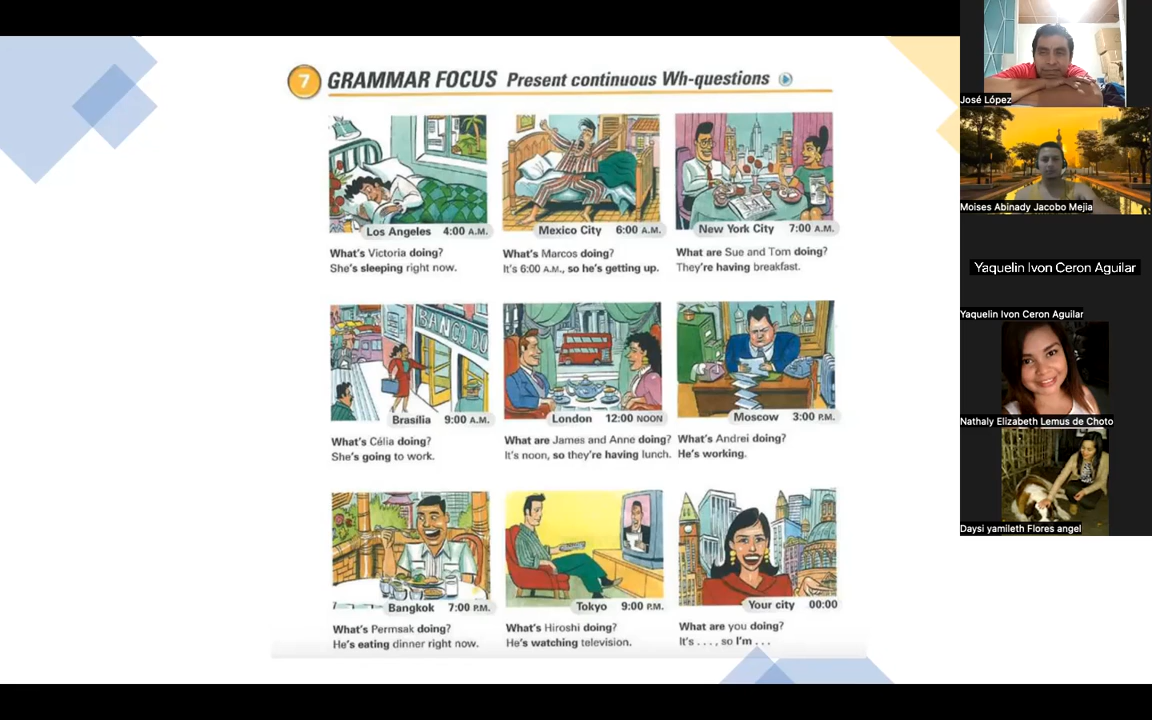 7 GRAMMAR FOCUS Present continuous Wh-questions
Los Angeles 4:00 A.M.
What's Victoria doing?
She's sleeping right now.
Mexico City 6:00 A.M.
What's Marcos doing?
It's 6:00 A.M., so he's getting up.
New York City 7:00 A.M.
What are Sue and Tom doing?
They're having breakfast.
BANCO DO
Brasília 9:00 A.M.
What's Célia doing?
She's going to work.
London 12:00 NOON
What are James and Anne doing?
It's noon, so they're having lunch.
Moscow 3:00 P.M.
What's Andrei doing?
He's working.
Bangkok 7:00 P.M.
What's Permsak doing?
He's eating dinner right now.
Tokyo 9:00 P.M.
What's Hiroshi doing?
He's watching television.
Your city 00:00
What are you doing?
It's . . . , so I'm . . .
José López
Moises Abinady Jacobo Mejia
Yaquelin Ivon Ceron Aguilar
Yaquelin Ivon Ceron Aguilar
Nathaly Elizabeth Lemus de Choto
Daysi yamileth Flores angel